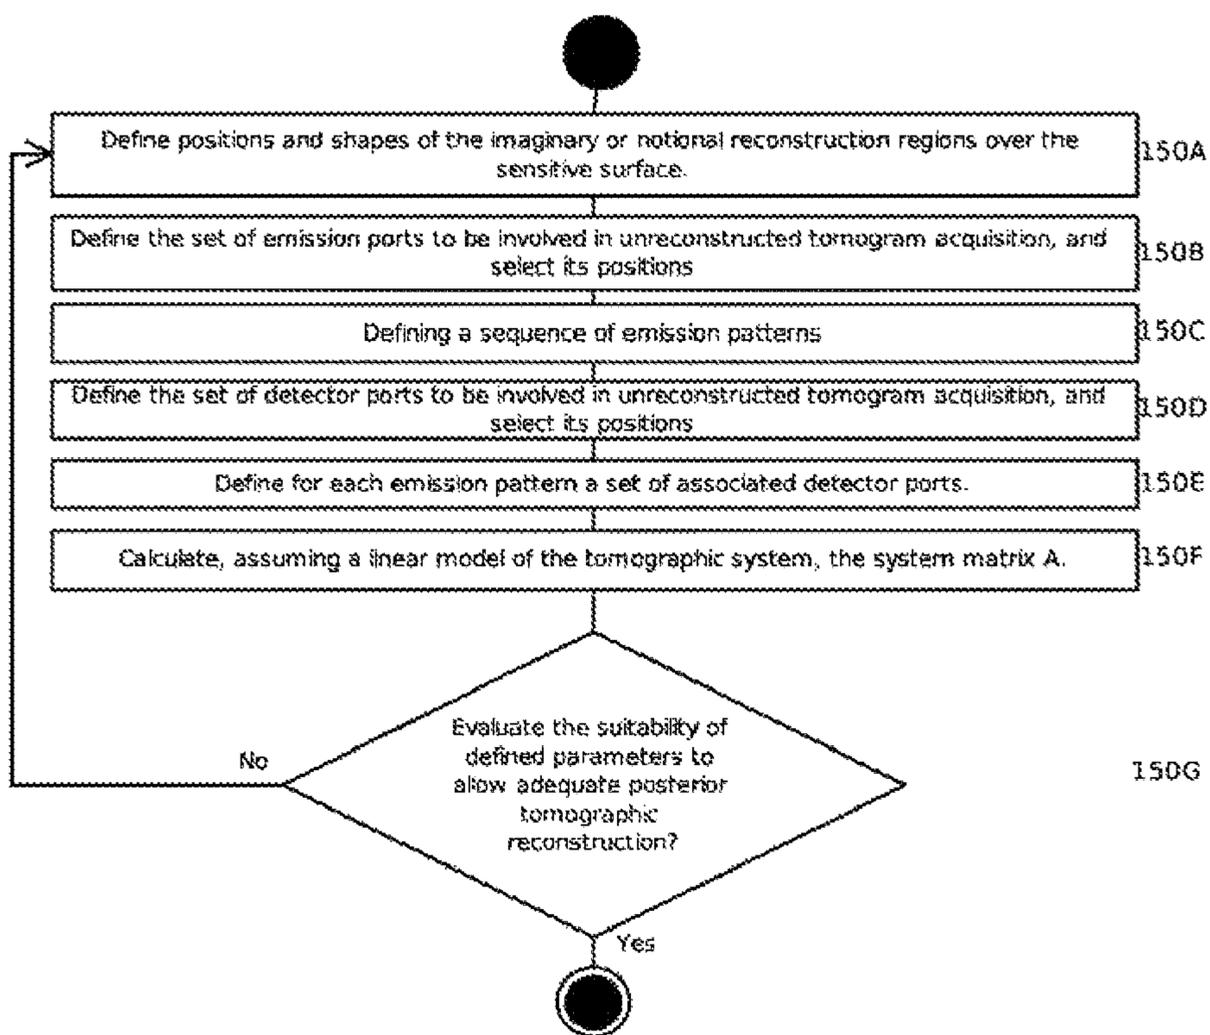 Define positions and shapes of the imaginary or notional reconstruction regions over the
sensitive surface.
150A
Define the set of emission ports to be involved in unreconstructed tomogram acquisition, and
select its positions
150B
Defining a sequence of emission patterns
150C
Define the set of detector ports to be involved in unreconstructed tomogram acquisition, and
select its positions
150D
Define for each emission pattern a set of associated detector ports.
150E
Calculate, assuming a linear model of the tomographic system, the system matrix A.
150F
Evaluate the suitability of
defined parameters to
allow adequate posterior
tomographic
reconstruction?
No
150G
Yes